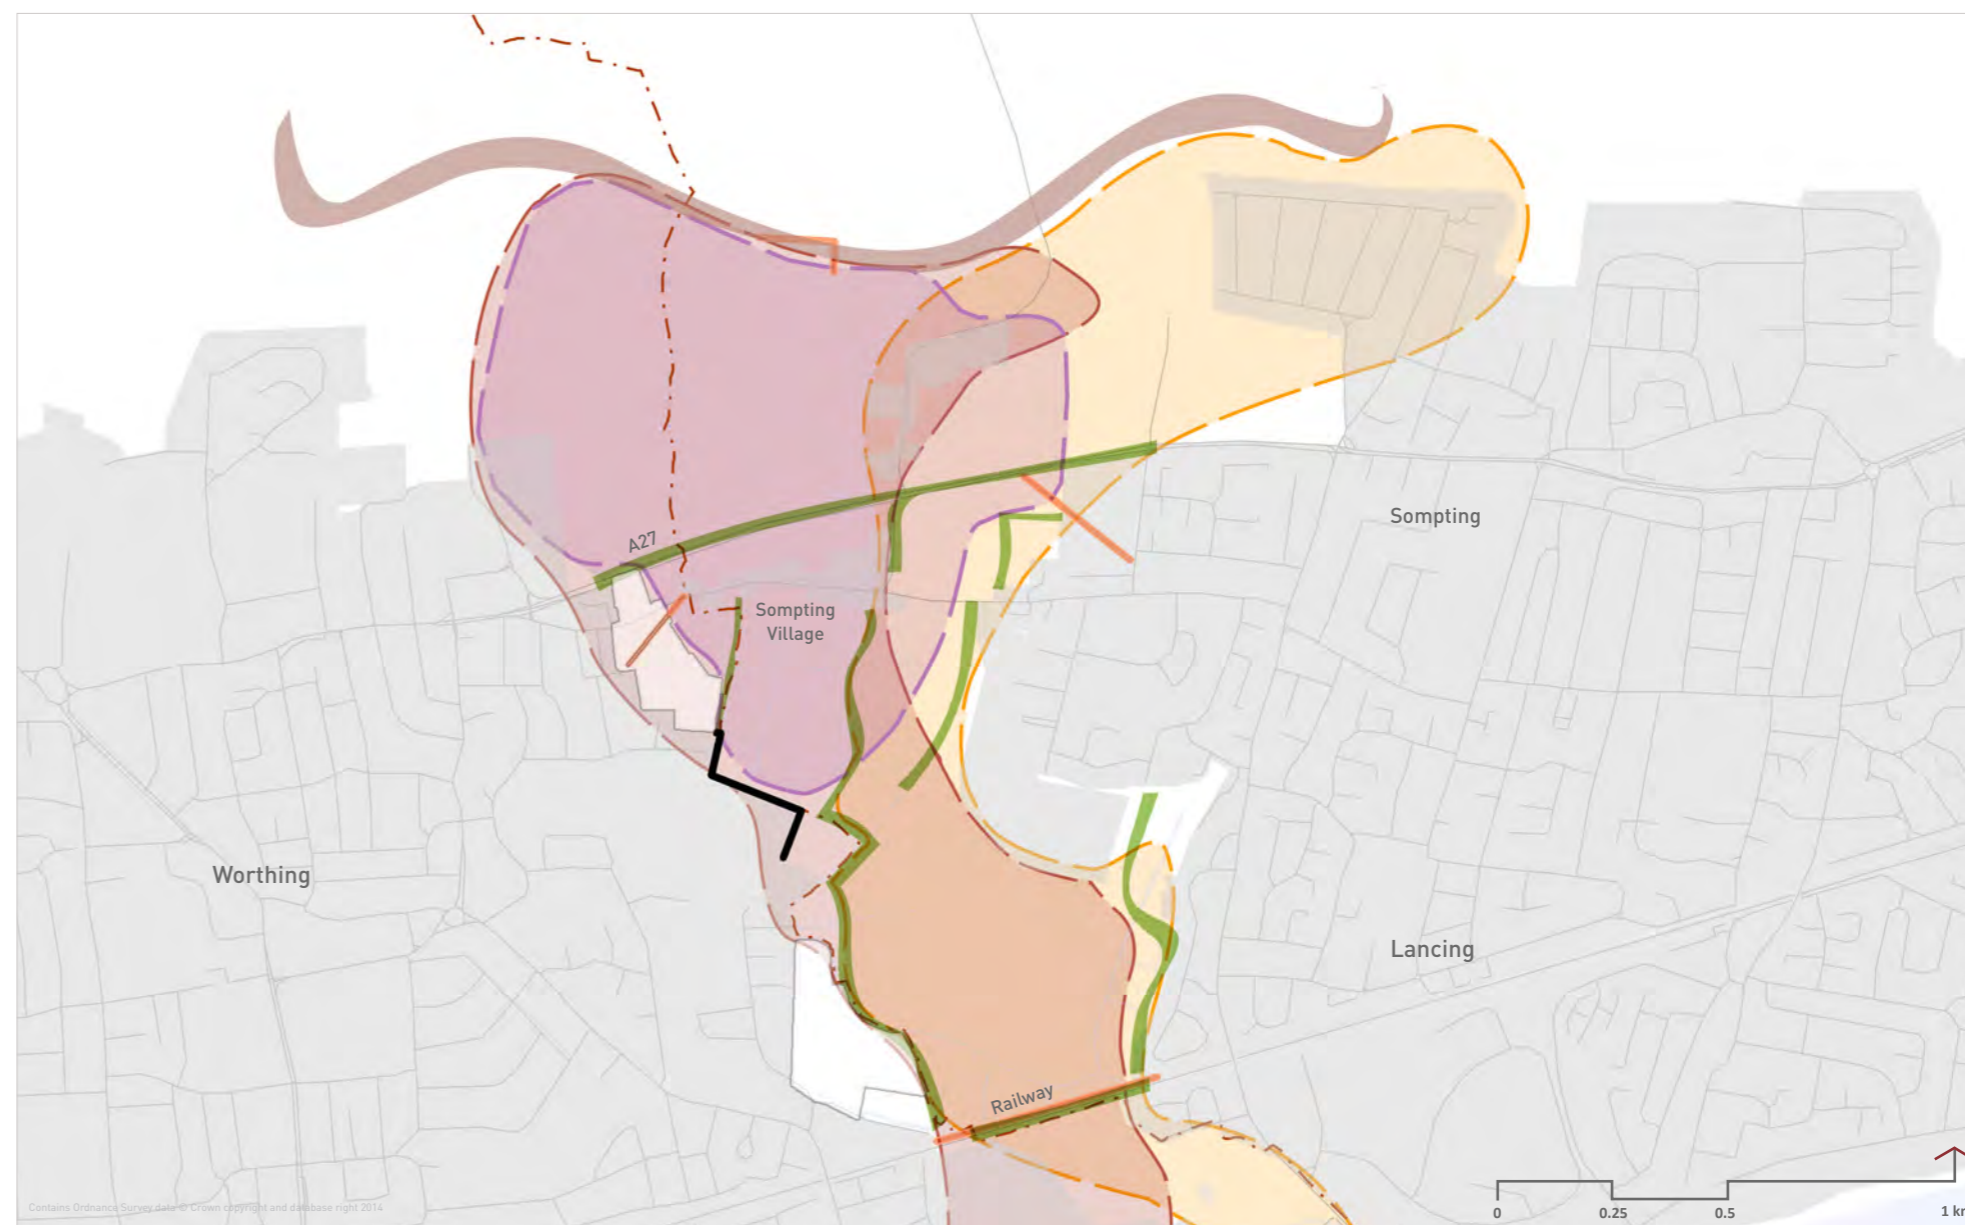 A27
Sompting
Sompting
Village
Worthing
Lancing
Railway
Contains Ordnance Survey data © Crown copyright and database right 2014
0
0.25
0.5
1 km